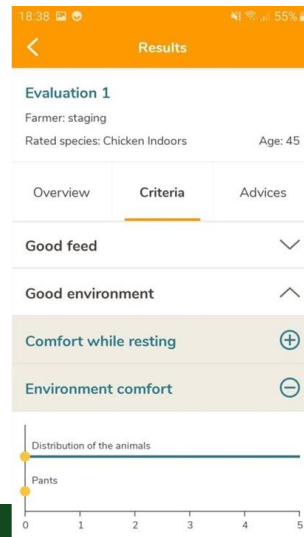 18:38 55%
Results
Evaluation 1
Farmer: staging
Rated species: Chicken Indoors Age: 45
Overview Criteria Advices
Good feed
Good environment
Comfort while resting
Environment comfort
Distribution of the animals
Pants
0 1 2 3 4 5